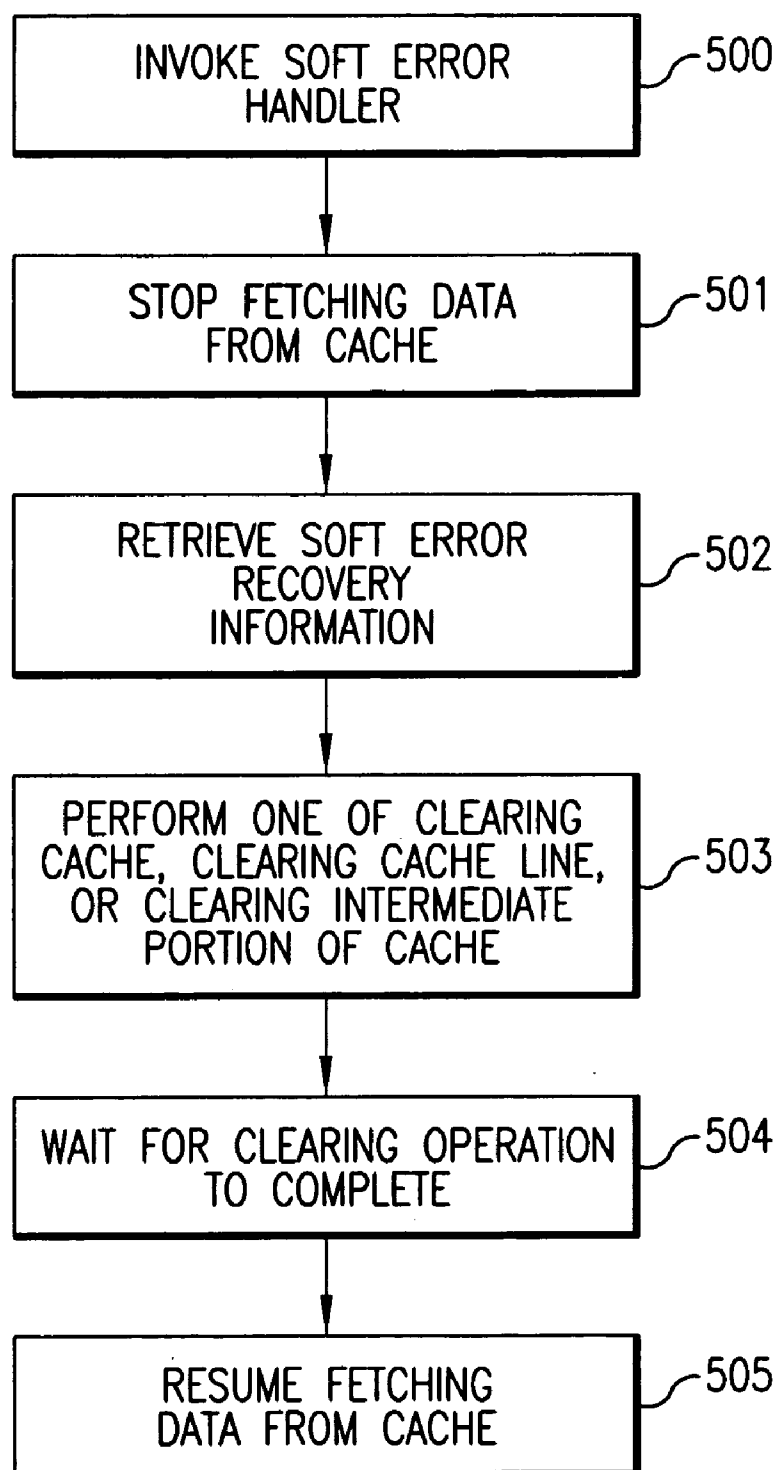 INVOKE SOFT ERROR
HANDLER
500
STOP FETCHING DATA
FROM CACHE
501
RETRIEVE SOFT ERROR
RECOVERY
INFORMATION
502
PERFORM ONE OF CLEARING
CACHE, CLEARING CACHE LINE,
OR CLEARING INTERMEDIATE
PORTION OF CACHE
503
WAIT FOR CLEARING OPERATION
TO COMPLETE
504
RESUME FETCHING
DATA FROM CACHE
505